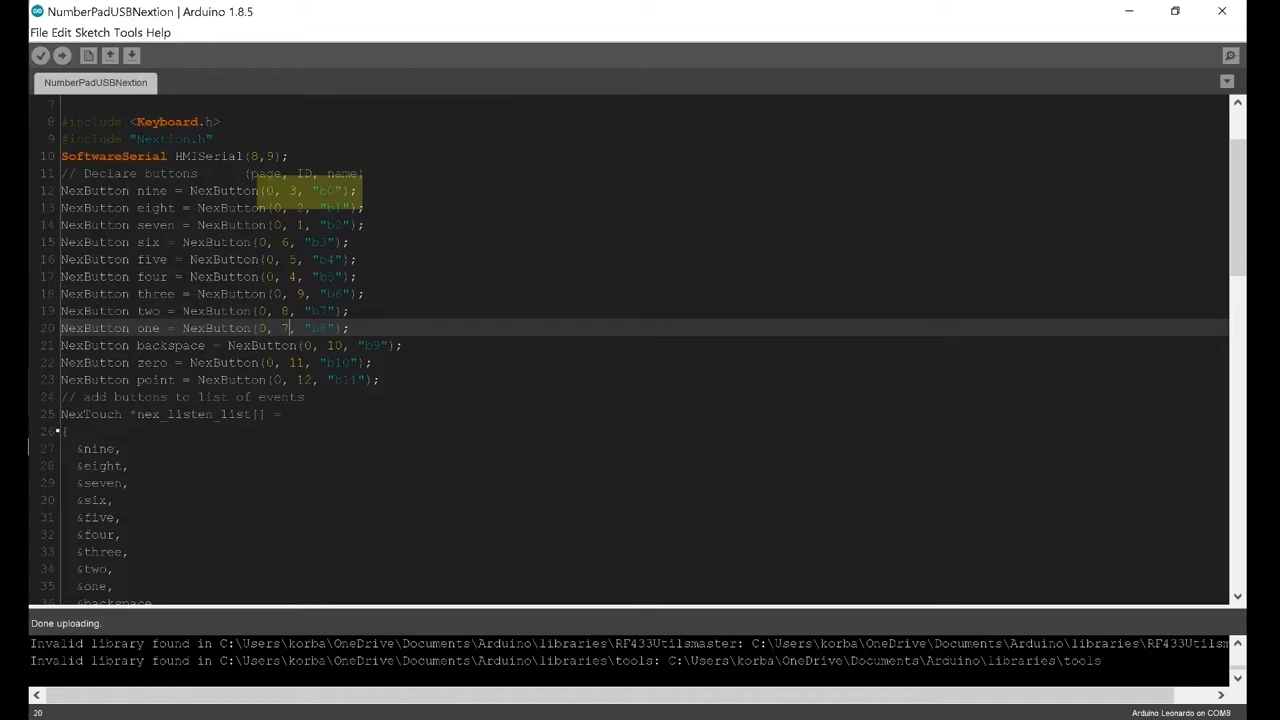 NumberPadUSBNextion | Arduino 1.8.5
File Edit Sketch Tools Help
NumberPadUSBNextion
7
8 #include <Keyboard.h>
9 #include "Nextion.h"
10 SoftwareSerial HMISerial(8,9);
11 // Declare buttons (page, ID, name)
12 NexButton nine = NexButton(0, 3, "b0");
13 NexButton eight = NexButton(0, 2, "b1");
14 NexButton seven = NexButton(0, 1, "b2");
15 NexButton six = NexButton(0, 6, "b3");
16 NexButton five = NexButton(0, 5, "b4");
17 NexButton four = NexButton(0, 4, "b5");
18 NexButton three = NexButton(0, 9, "b6");
19 NexButton two = NexButton(0, 8, "b7");
20 NexButton one = NexButton(0, 7, "b8");
21 NexButton backspace = NexButton(0, 10, "b9");
22 NexButton zero = NexButton(0, 11, "b10");
23 NexButton point = NexButton(0, 12, "b11");
24 // add buttons to list of events
25 NexTouch *nex_listen_list[] =
26 {
27 &nine,
28 &eight,
29 &seven,
30 &six,
31 &five,
32 &four,
33 &three,
34 &two,
35 &one,
36 &backspace
Done uploading.
Invalid library found in C:\Users\korba\OneDrive\Documents\Arduino\libraries\RF433Utilsmaster: C:\Users\korba\OneDrive\Documents\Arduino\libraries\RF433Utilsm
Invalid library found in C:\Users\korba\OneDrive\Documents\Arduino\libraries\tools: C:\Users\korba\OneDrive\Documents\Arduino\libraries\tools
20 Arduino Leonardo on COM8